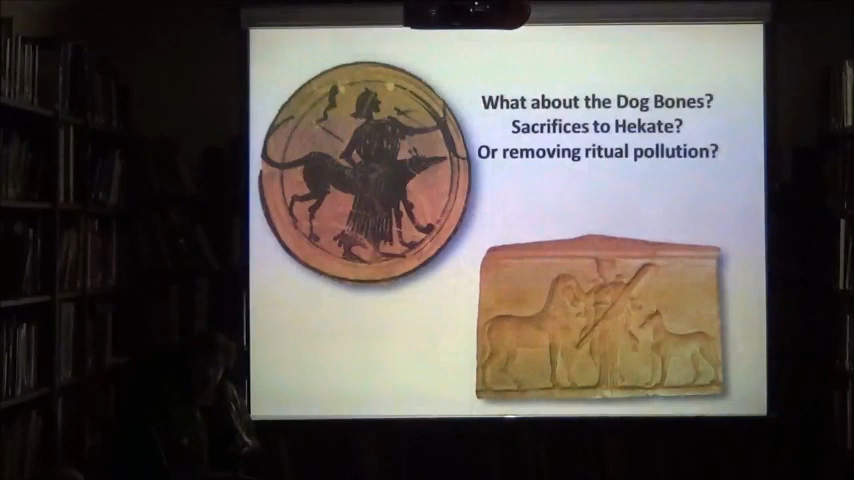 What about the Dog Bones?
Sacrifices to Hekate?
Or removing ritual pollution?